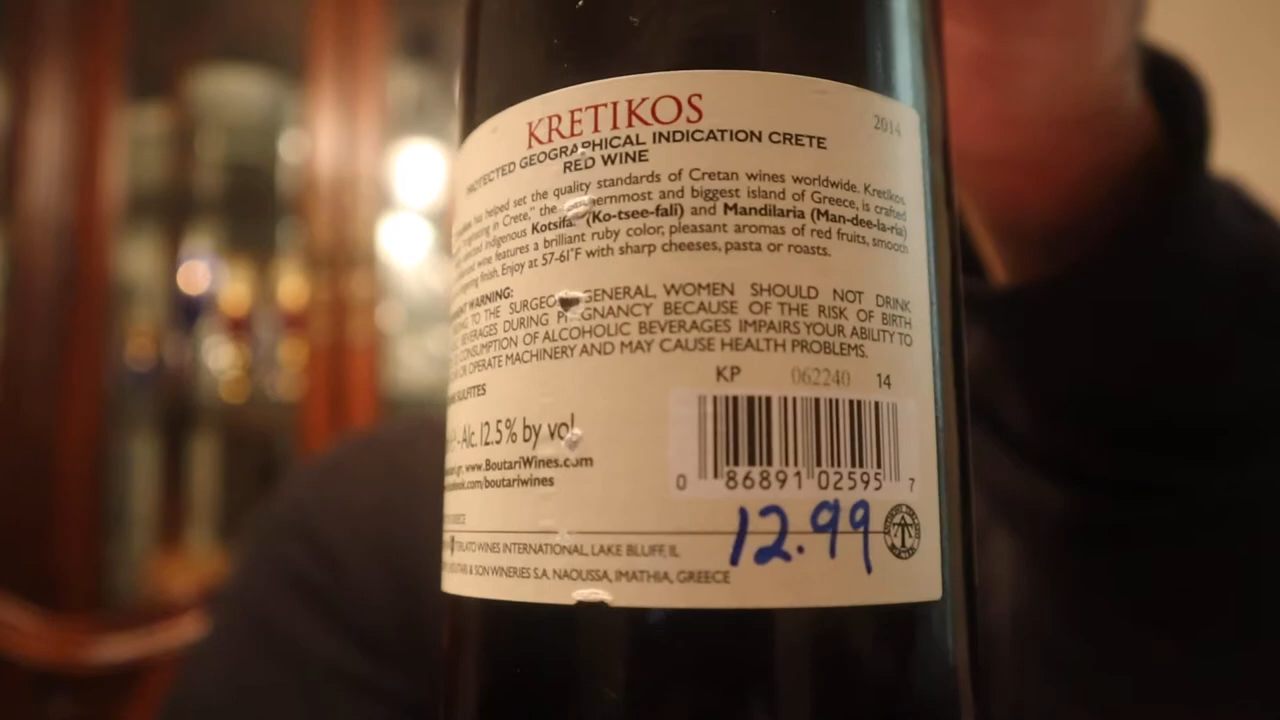 KRETIKOS
2014
PROTECTED GEOGRAPHICAL INDICATION CRETE
RED WINE
has helped set the quality standards of Cretan wines worldwide. Kretikos,
in Crete," the and biggest island of Greece, is crafted
indigenous (Ko-tsee-fali) and Mandilaria (Man-dee-la-ria)
wine features a brilliant ruby color, pleasant aromas of red fruits, smooth
finish. Enjoy at 57-61°F with sharp cheeses, pasta or roasts.
WARNING:
TO THE GENERAL, WOMEN SHOULD NOT DRINK
BEVERAGES DURING PREGNANCY BECAUSE OF THE RISK OF BIRTH
CONSUMPTION OF ALCOHOLIC BEVERAGES IMPAIRS YOUR ABILITY TO
OR OPERATE MACHINERY AND MAY CAUSE HEALTH PROBLEMS.
KP 062240 14
SULFITES
Alc. 12.5% by vol.
www.BoutariWines.com
.com/boutariwines
0 86891 02595 7
12.99
GREECE
WINES INTERNATIONAL, LAKE BLUFF, IL
& SON WINERIES S.A. NAOUSSA, IMATHIA, GREECE